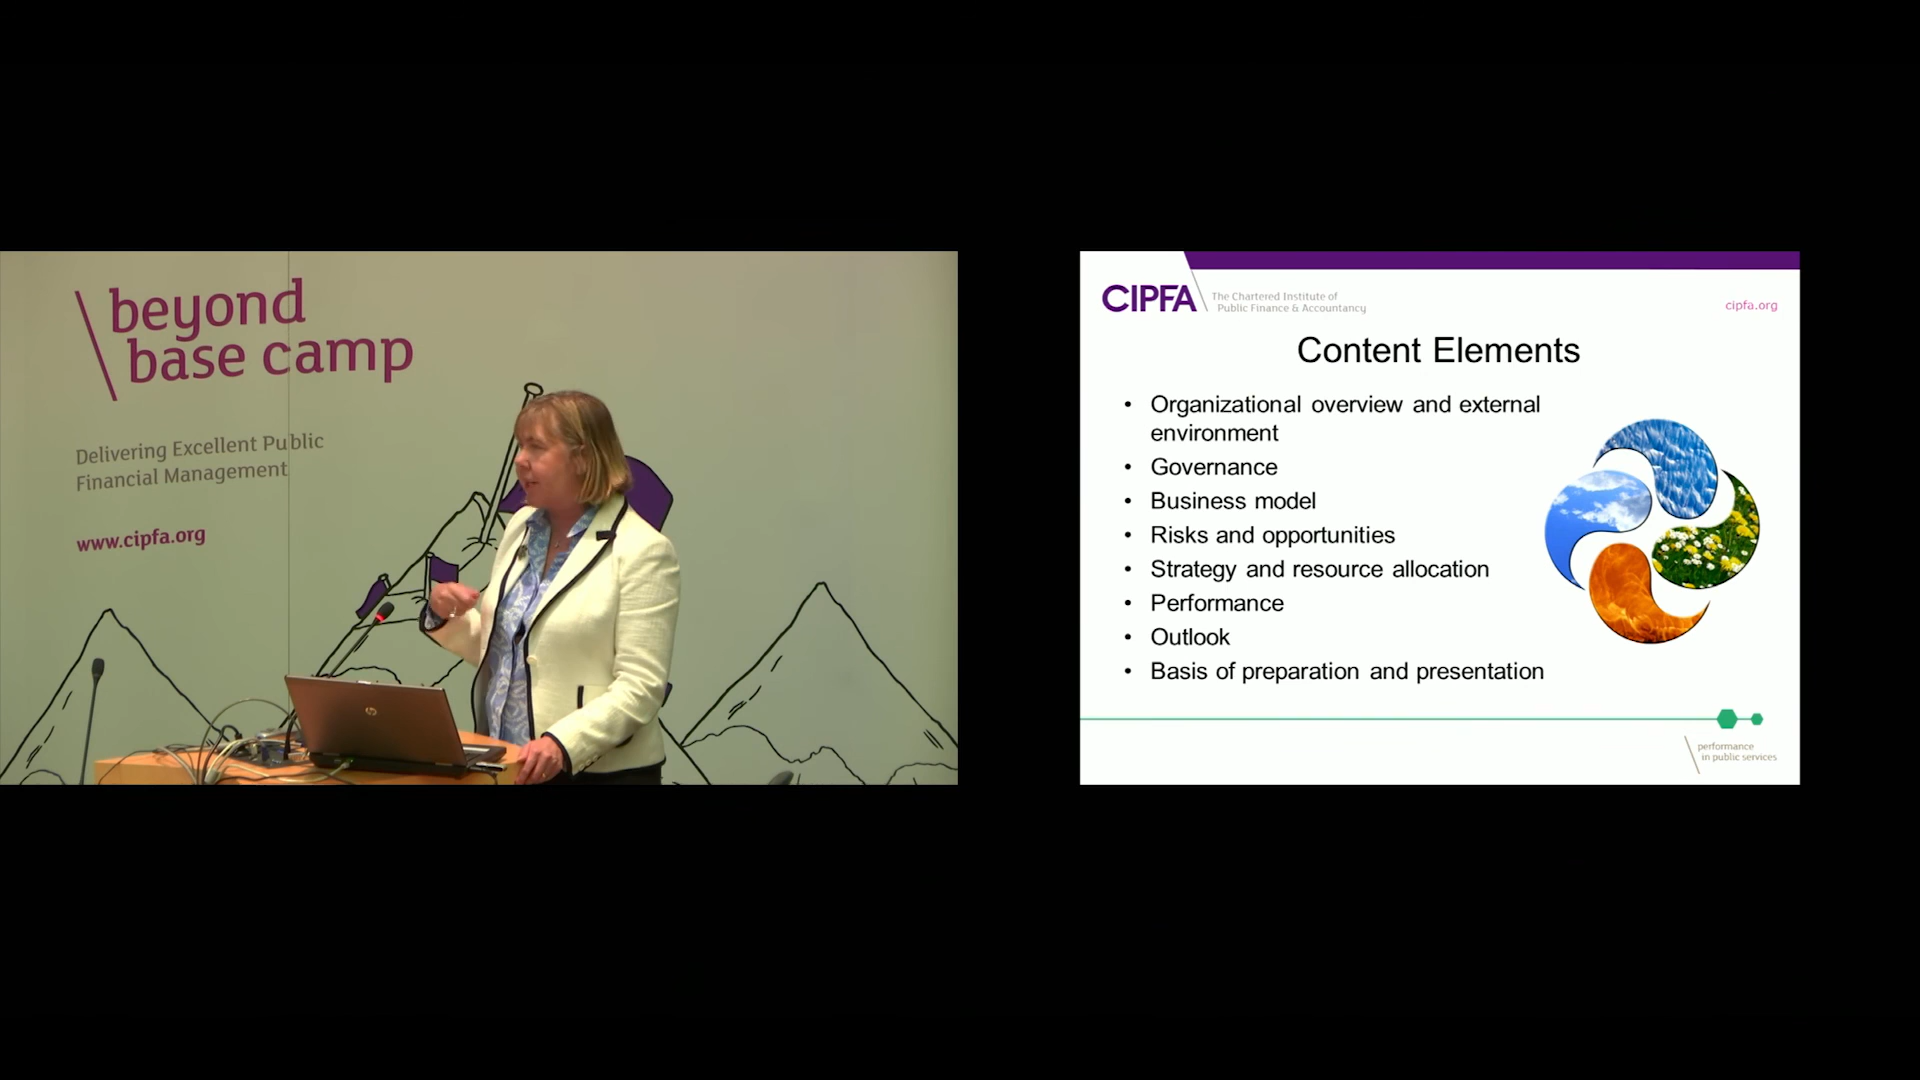 beyond
base camp
Delivering Excellent Public
Financial Management
www.cipfa.org
hp
CIPFA
The Chartered Institute of
Public Finance & Accountancy
cipfa.org
Content Elements
• Organizational overview and external
environment
• Governance
• Business model
• Risks and opportunities
• Strategy and resource allocation
• Performance
• Outlook
• Basis of preparation and presentation
performance
in public services